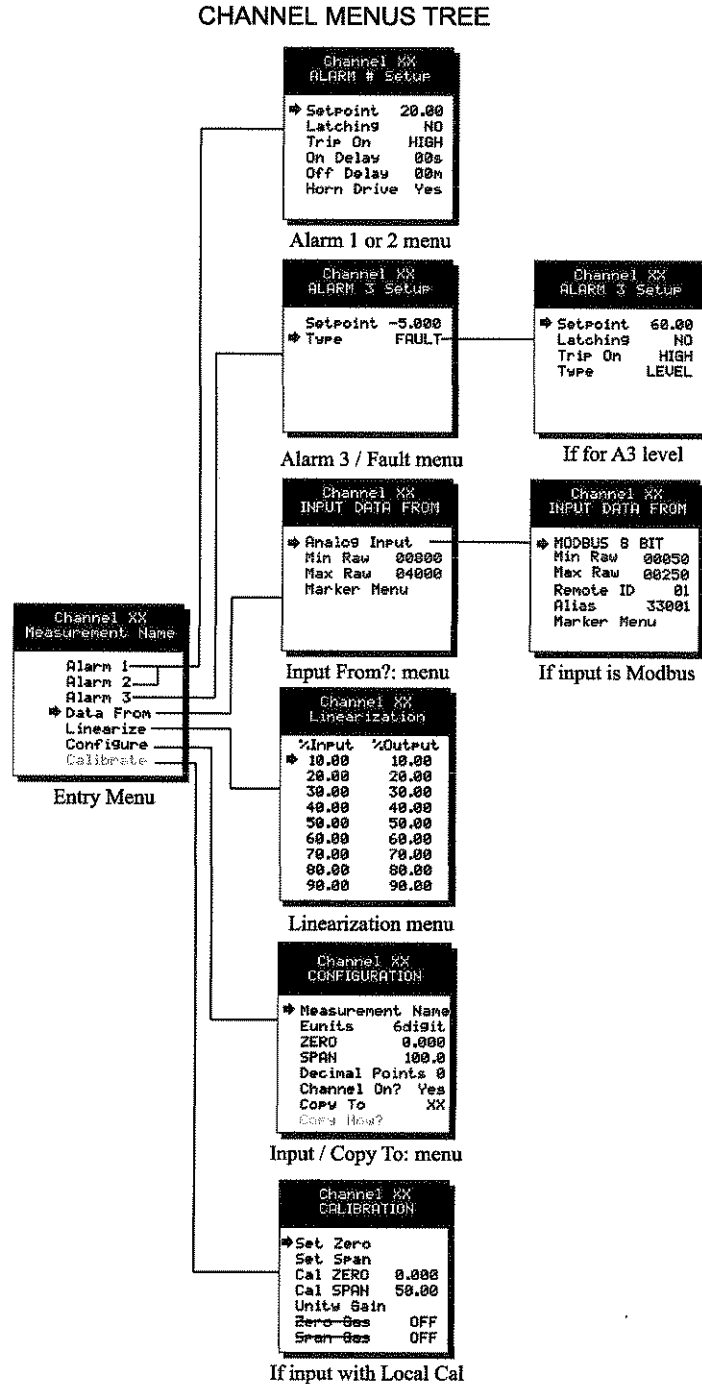 CHANNEL MENUS TREE
Channel XX
ALARM # Setup
Setpoint 20.00
Latching NO
Trip On HIGH
On Delay 00s
Off Delay 00m
Horn Drive Yes
Alarm 1 or 2 menu
Channel XX
ALARM 3 Setup
Setpoint -5.000
Type FAULT
Alarm 3 / Fault menu
Channel XX
ALARM 3 Setup
Setpoint 60.00
Latching NO
Trip On HIGH
Type LEVEL
If for A3 level
Channel XX
INPUT DATA FROM
Analog Input
Min Raw 00800
Max Raw 04000
Marker Menu
Input From?: menu
Channel XX
INPUT DATA FROM
MODBUS 8 BIT
Min Raw 00050
Max Raw 00250
Remote ID 01
Alias 33001
Marker Menu
If input is Modbus
Channel XX
Measurement Name
Alarm 1
Alarm 2
Alarm 3
Data From
Linearize
Configure
Calibrate
Entry Menu
Channel XX
Linearization
%Input %Output
10.00 10.00
20.00 20.00
30.00 30.00
40.00 40.00
50.00 50.00
60.00 60.00
70.00 70.00
80.00 80.00
90.00 90.00
Linearization menu
Channel XX
CONFIGURATION
Measurement Name
Eunits 6digit
ZERO 0.000
SPAN 100.0
Decimal Points 0
Channel On? Yes
Copy To XX
Copy Now?
Input / Copy To: menu
Channel XX
CALIBRATION
Set Zero
Set Span
Cal ZERO 0.000
Cal SPAN 50.00
Unity Gain
Zero Gas OFF
Span Gas OFF
If input with Local Cal